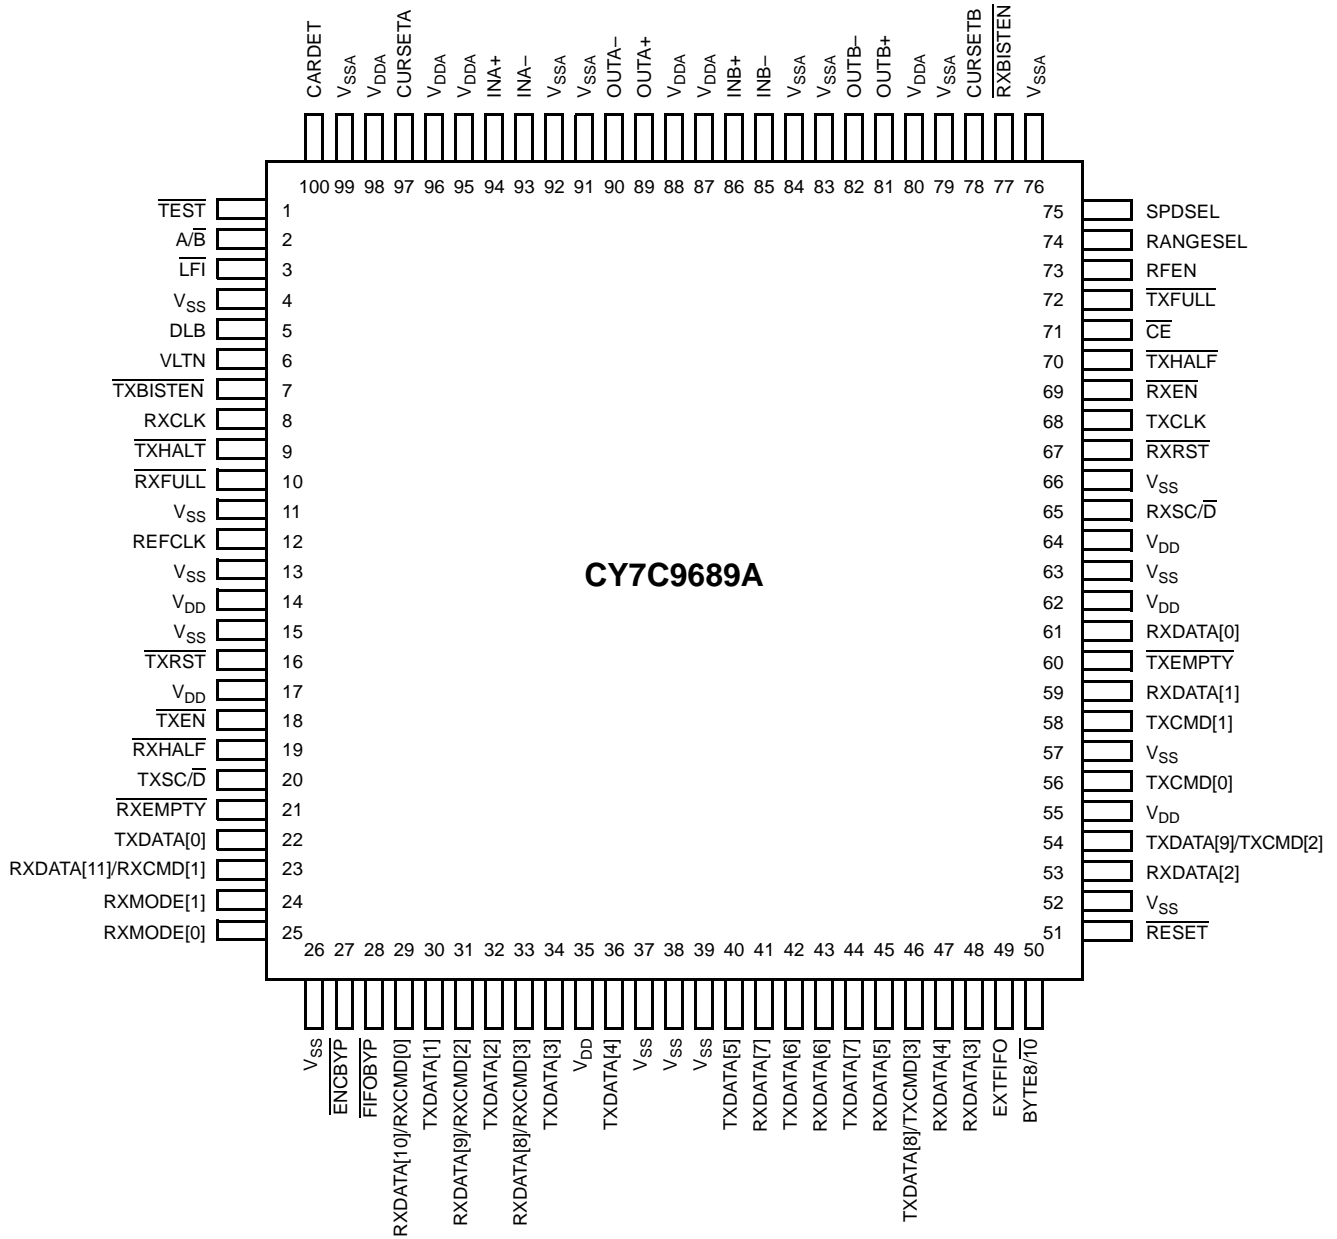 CARDET
VSSA
VDDA
CURSETA
VDDA
VDDA
INA+
INA–
VSSA
VSSA
OUTA–
OUTA+
VDDA
VDDA
INB+
INB–
VSSA
VSSA
OUTB–
OUTB+
VDDA
VSSA
CURSETB
RXBISTEN
VSSA
100 99 98 97 96 95 94 93 92 91 90 89 88 87 86 85 84 83 82 81 80 79 78 77 76
TEST 1
A/B 2
LFI 3
VSS 4
DLB 5
VLTN 6
TXBISTEN 7
RXCLK 8
TXHALT 9
RXFULL 10
VSS 11
REFCLK 12
VSS 13
VDD 14
VSS 15
TXRST 16
VDD 17
TXEN 18
RXHALF 19
TXSC/D 20
RXEMPTY 21
TXDATA[0] 22
RXDATA[11]/RXCMD[1] 23
RXMODE[1] 24
RXMODE[0] 25
CY7C9689A
75 SPDSEL
74 RANGESEL
73 RFEN
72 TXFULL
71 CE
70 TXHALF
69 RXEN
68 TXCLK
67 RXRST
66 VSS
65 RXSC/D
64 VDD
63 VSS
62 VDD
61 RXDATA[0]
60 TXEMPTY
59 RXDATA[1]
58 TXCMD[1]
57 VSS
56 TXCMD[0]
55 VDD
54 TXDATA[9]/TXCMD[2]
53 RXDATA[2]
52 VSS
51 RESET
26 27 28 29 30 31 32 33 34 35 36 37 38 39 40 41 42 43 44 45 46 47 48 49 50
VSS
ENCBYP
FIFOBYP
RXDATA[10]/RXCMD[0]
TXDATA[1]
RXDATA[9]/RXCMD[2]
TXDATA[2]
RXDATA[8]/RXCMD[3]
TXDATA[3]
VDD
TXDATA[4]
VSS
VSS
VSS
TXDATA[5]
RXDATA[7]
TXDATA[6]
RXDATA[6]
TXDATA[7]
RXDATA[5]
TXDATA[8]/TXCMD[3]
RXDATA[4]
RXDATA[3]
EXTFIFO
BYTE8/10